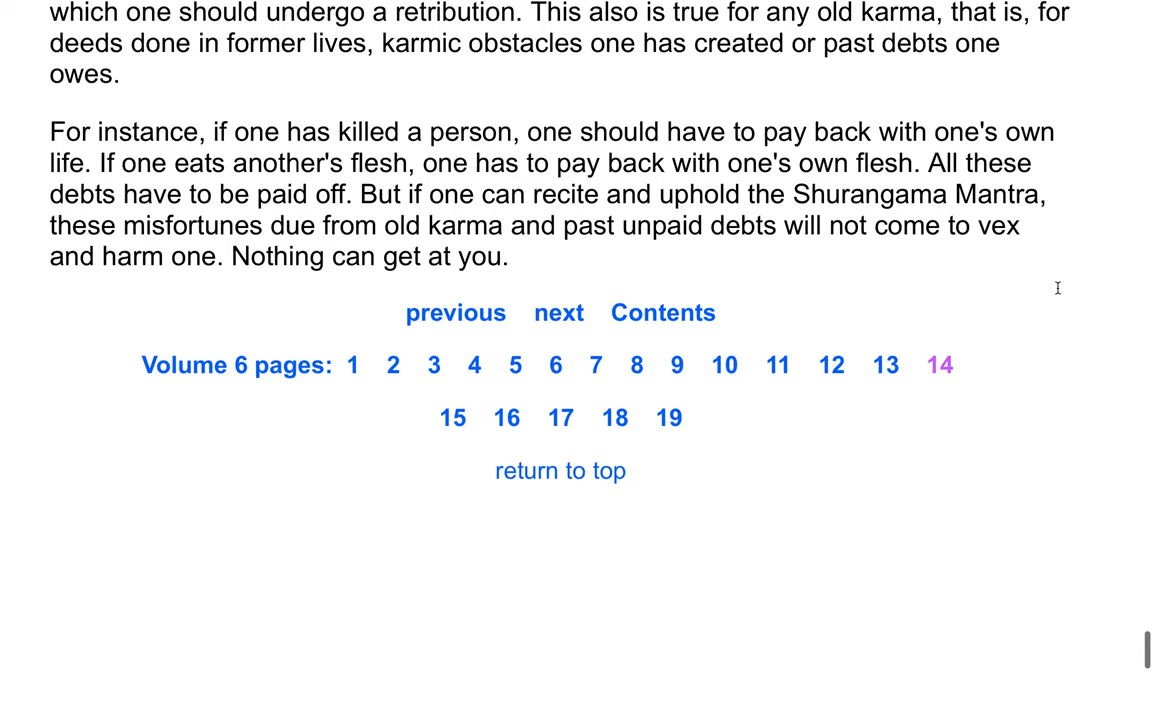 which one should undergo a retribution. This also is true for any old karma, that is, for
deeds done in former lives, karmic obstacles one has created or past debts one
owes.
For instance, if one has killed a person, one should have to pay back with one's own
life. If one eats another's flesh, one has to pay back with one's own flesh. All these
debts have to be paid off. But if one can recite and uphold the Shurangama Mantra,
these misfortunes due from old karma and past unpaid debts will not come to vex
and harm one. Nothing can get at you.
previous next Contents
Volume 6 pages: 1 2 3 4 5 6 7 8 9 10 11 12 13 14
15 16 17 18 19
return to top